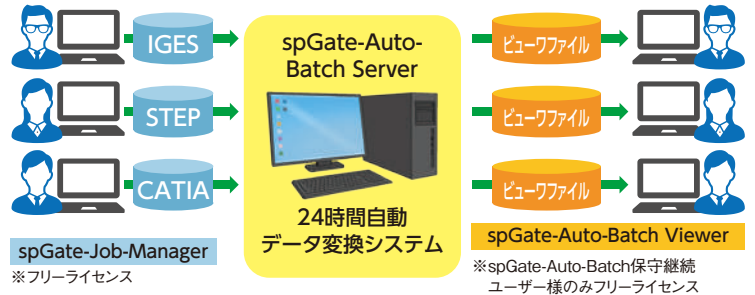 IGES
STEP
CATIA
spGate-Job-Manager
※フリーライセンス
spGate-Auto-
Batch Server
24時間自動
データ変換システム
ビューワファイル
ビューワファイル
ビューワファイル
spGate-Auto-Batch Viewer
※spGate-Auto-Batch保守継続
ユーザー様のみフリーライセンス